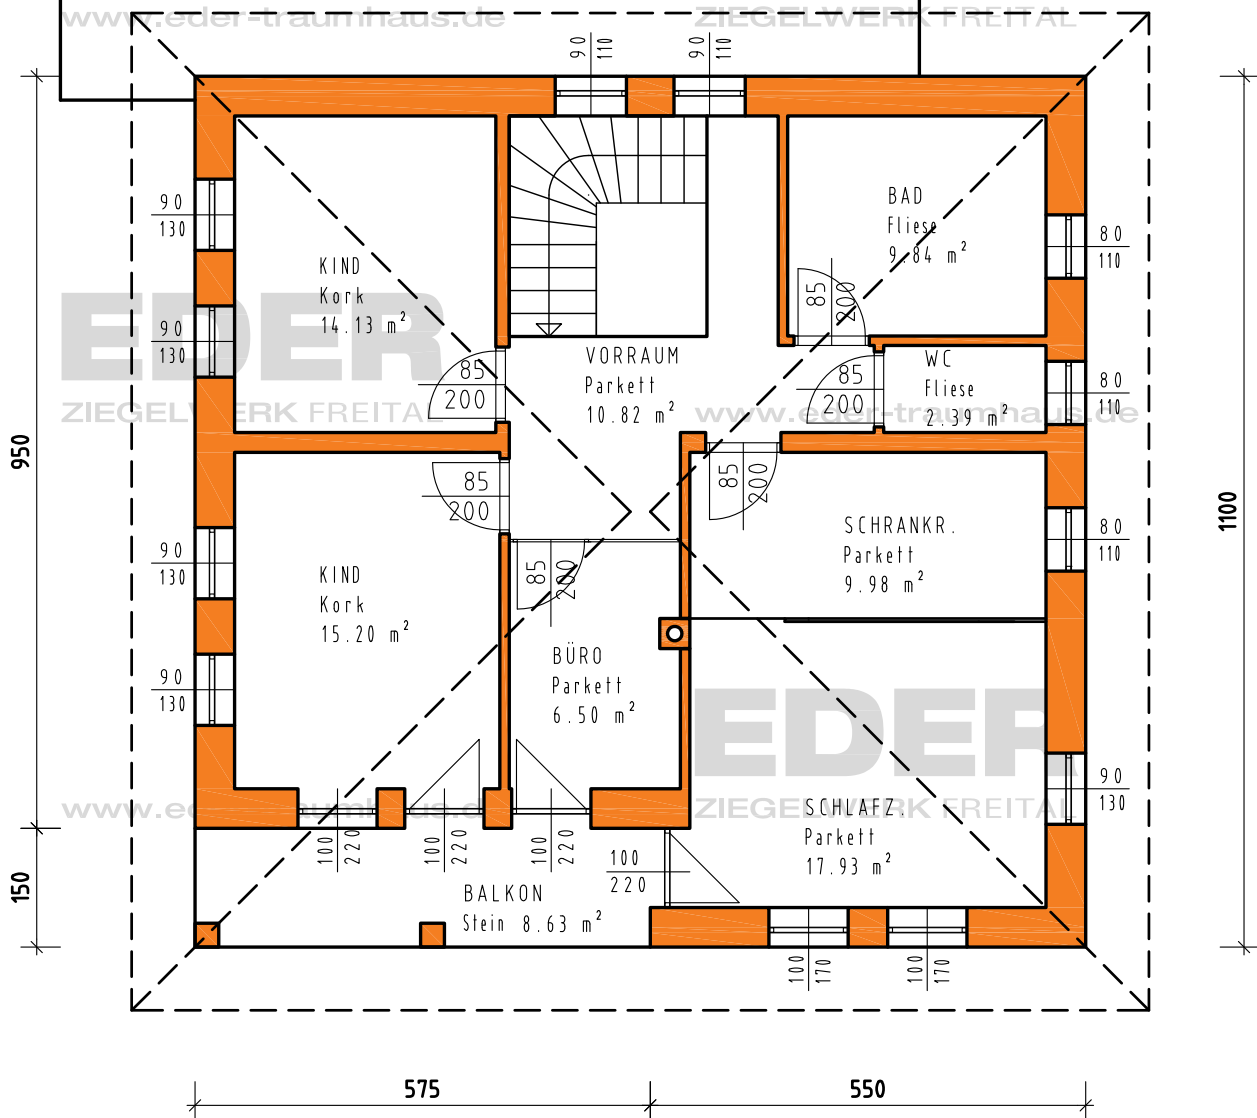 www.eder-traumhaus.de
ZIEGELWERK FREITAL
90
110
90
110
90
130
KIND
Kork
14.13 m²
BAD
Fliese
9.84 m²
80
110
85
200
EDER
ZIEGELWERK FREITAL
90
130
85
200
VORRAUM
Parkett
10.82 m²
85
200
WC
Fliese
2.39 m²
80
110
www.eder-traumhaus.de
950
1100
85
200
85
200
SCHRANKR.
Parkett
9.98 m²
80
110
90
130
KIND
Kork
15.20 m²
85
200
BÜRO
Parkett
6.50 m²
90
130
EDER
ZIEGELWERK FREITAL
SCHLAFZ.
Parkett
17.93 m²
90
130
www.eder-traumhaus.de
100
220
100
220
100
220
100
220
150
BALKON
Stein 8.63 m²
100
170
100
170
575
550